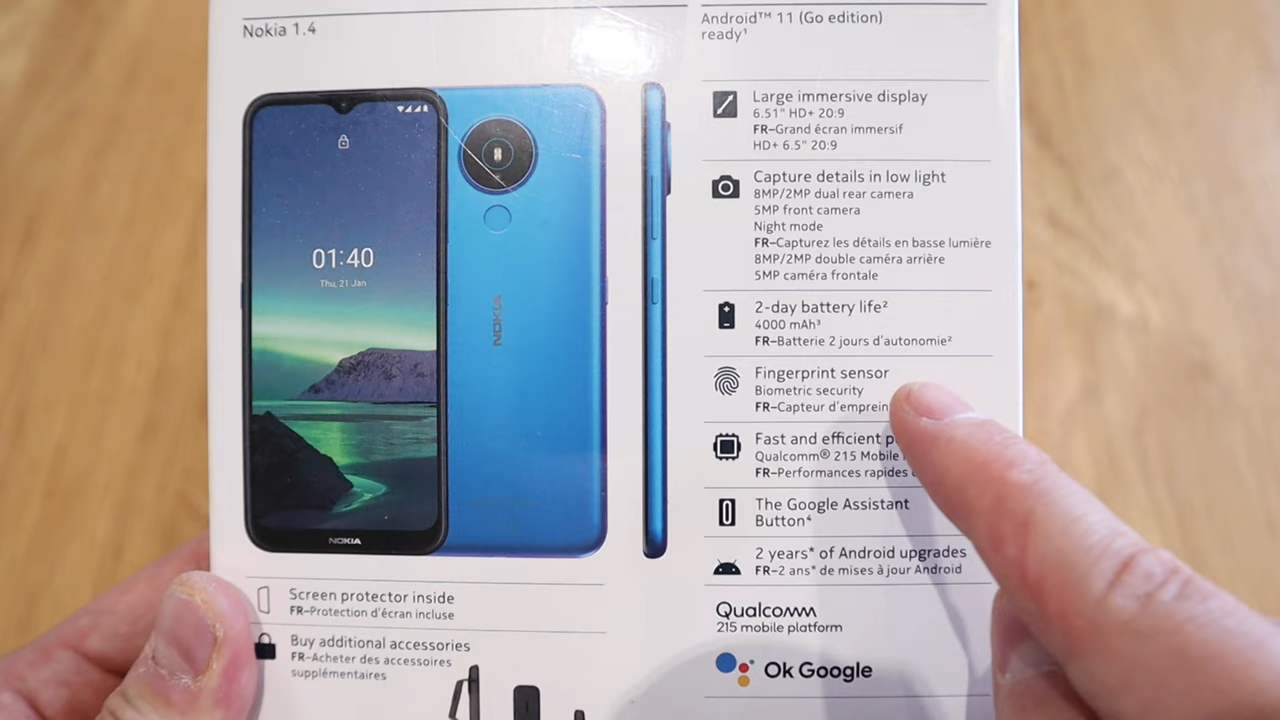 Nokia 1.4
Android™ 11 (Go edition)
ready¹
01:40
Thu, 21 Jan
NOKIA
NOKIA
Large immersive display
6.51" HD+ 20:9
FR–Grand écran immersif
HD+ 6.5" 20:9
Capture details in low light
8MP/2MP dual rear camera
5MP front camera
Night mode
FR–Capturez les détails en basse lumière
8MP/2MP double caméra arrière
5MP caméra frontale
2-day battery life²
4000 mAh³
FR–Batterie 2 jours d'autonomie²
Fingerprint sensor
Biometric security
FR–Capteur
Fast and efficient
Qualcomm® 215 Mobile
FR–Performances rapides
The Google Assistant
Button⁴
2 years* of Android upgrades
FR–2 ans* de mises à jour Android
Qualcomm
215 mobile platform
Ok Google
Screen protector inside
FR–Protection d'écran incluse
Buy additional accessories
FR–Acheter des accessoires
supplémentaires